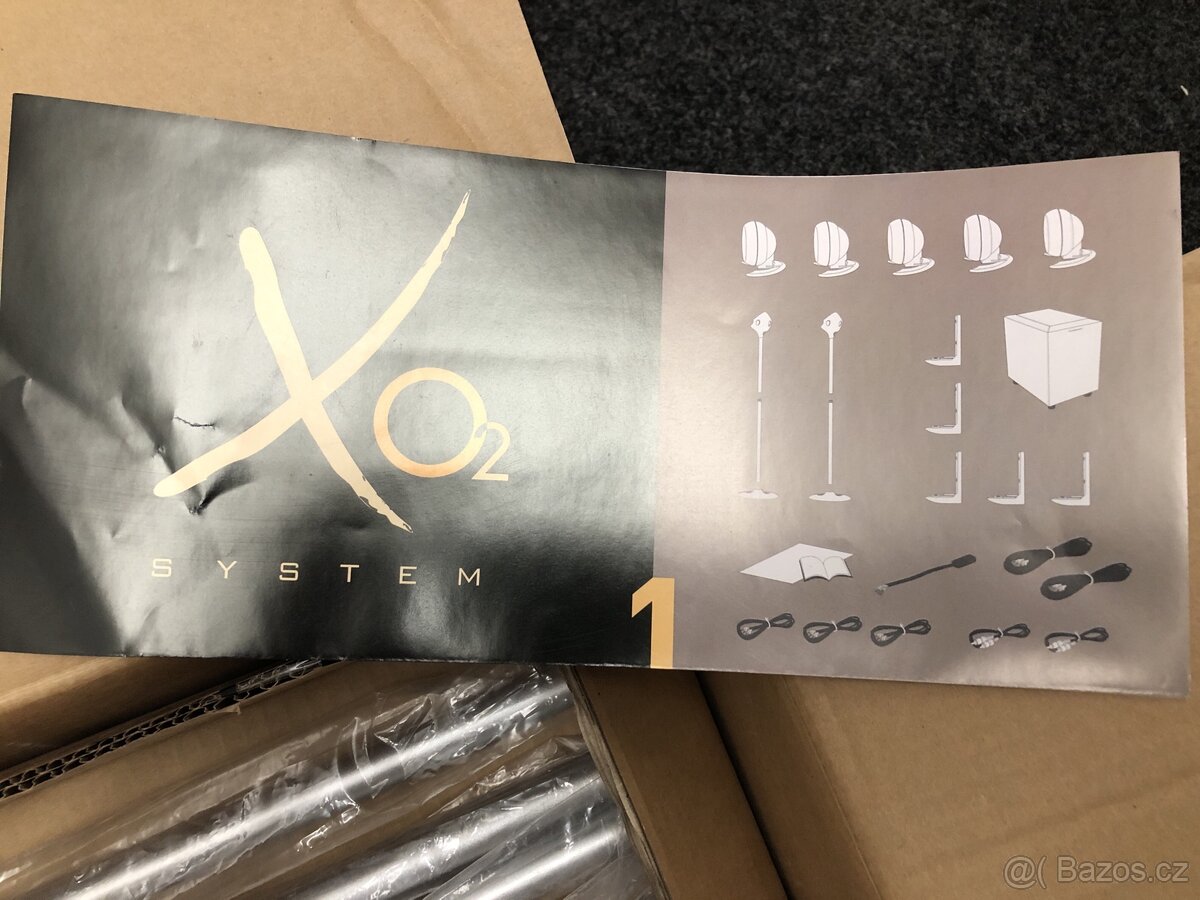 XO2
SYSTEM
1
@( Bazos.cz